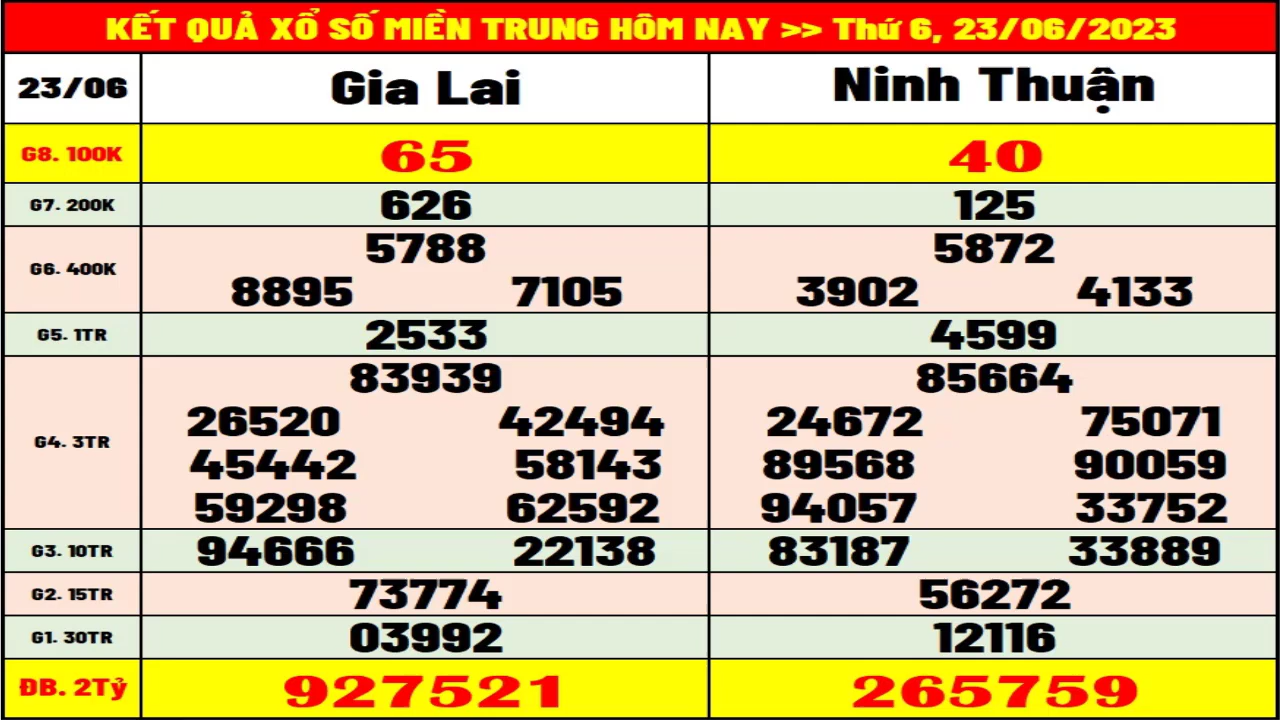 KẾT QUẢ XỔ SỐ MIỀN TRUNG HÔM NAY >> Thứ 6, 23/06/2023
23/06 Gia Lai Ninh Thuận
G8. 100K 65 40
G7. 200K 626 125
G6. 400K
5788 5872
8895 7105 3902 4133
G5. 1TR 2533 4599
G4. 3TR
83939 85664
26520 42494 24672 75071
45442 58143 89568 90059
59298 62592 94057 33752
G3. 10TR 94666 22138 83187 33889
G2. 15TR 73774 56272
G1. 30TR 03992 12116
ĐB. 2Tỷ 927521 265759